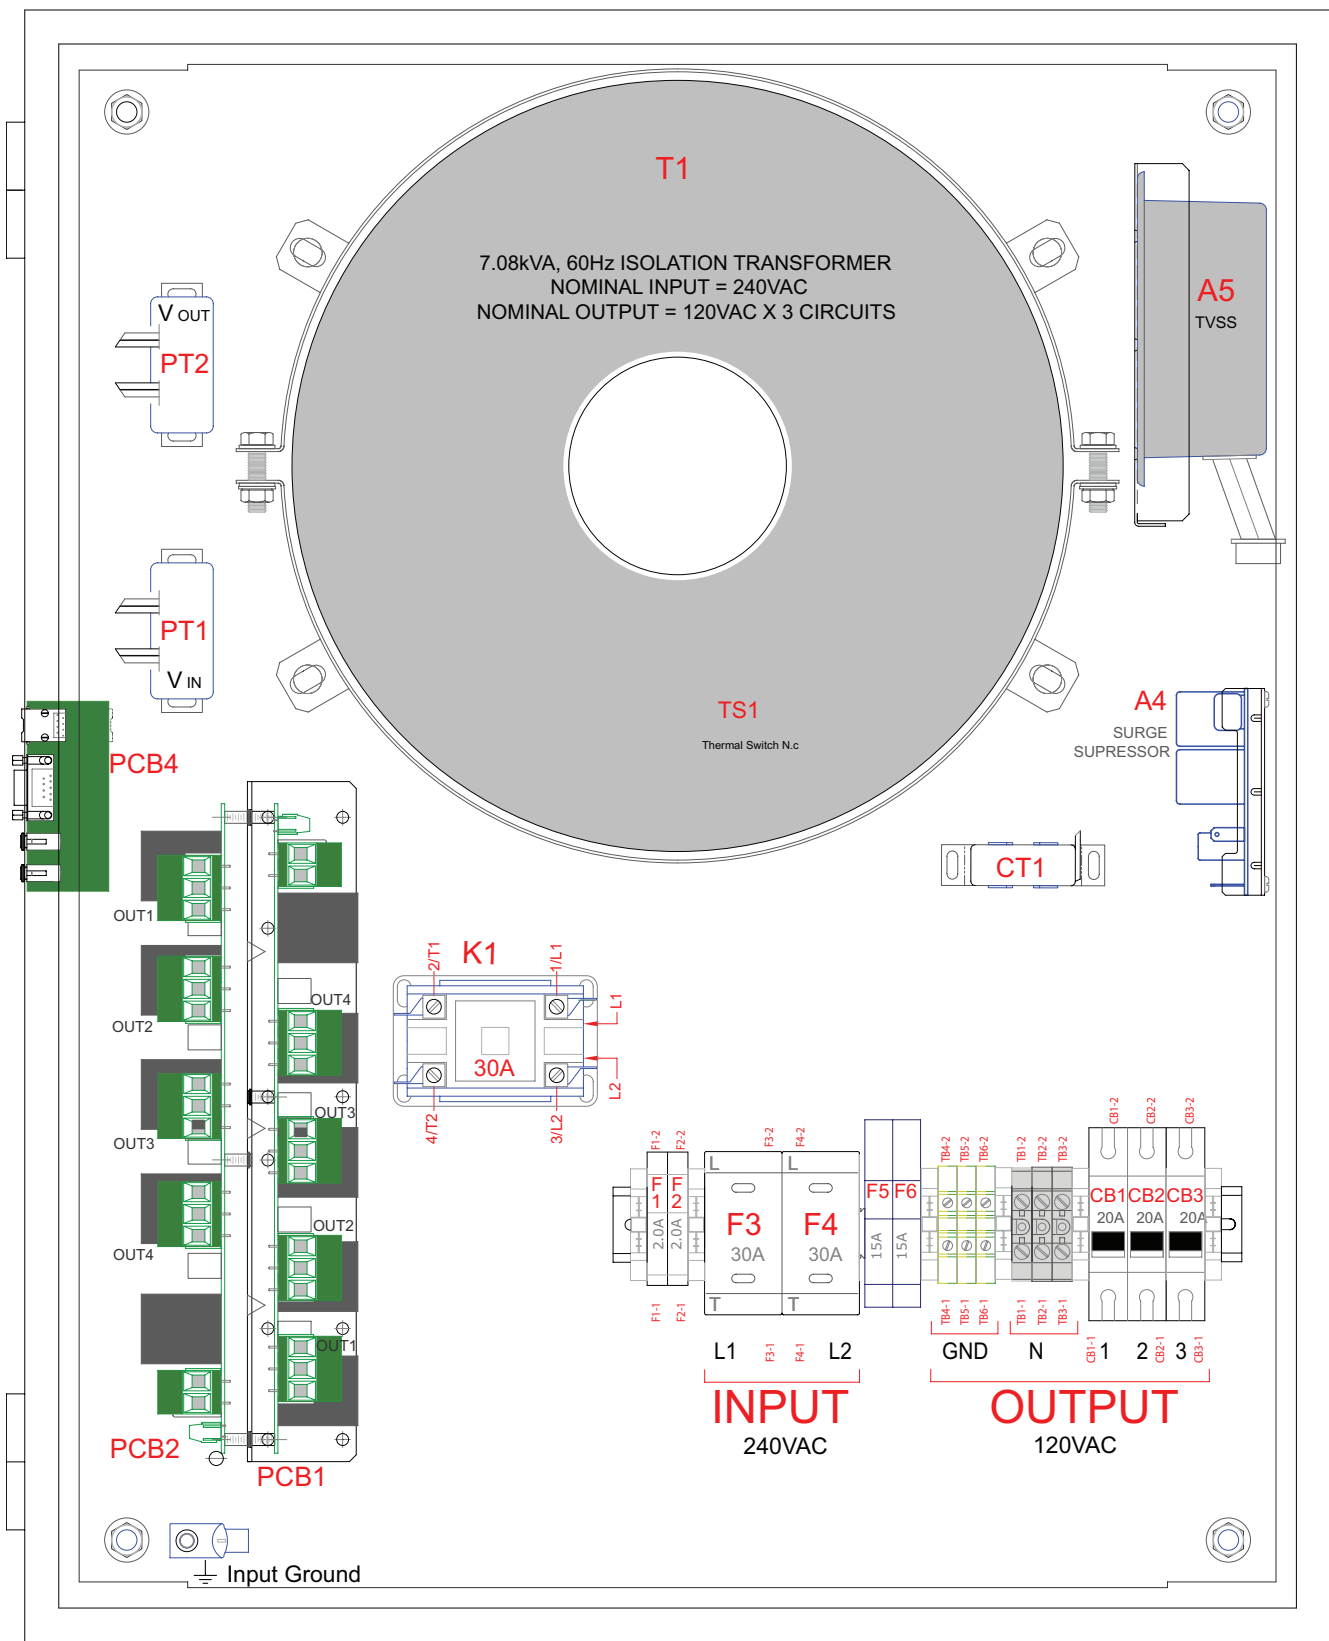 T1
7.08kVA, 60Hz ISOLATION TRANSFORMER
NOMINAL INPUT = 240VAC
NOMINAL OUTPUT = 120VAC X 3 CIRCUITS
A5
TVSS
V OUT
PT2
PT1
V IN
TS1
Thermal Switch N.c
A4
SURGE
SUPRESSOR
PCB4
CT1
OUT1
OUT2
OUT3
OUT4
OUT4
OUT3
OUT2
OUT1
PCB2
PCB1
K1
2/T1
1/L1
L1
L2
30A
4/T2
3/L2
F1-2
F2-2
F3-2
F4-2
TB4-2
TB5-2
TB6-2
TB1-2
TB2-2
TB3-2
CB1-2
CB2-2
CB3-2
F 1
2.0A
F 2
2.0A
L
F3
30A
T
L
F4
30A
T
F5
15A
F6
15A
CB1
20A
CB2
20A
CB3
20A
F1-1
F2-1
F3-1
F4-1
TB4-1
TB5-1
TB6-1
TB1-1
TB2-1
TB3-1
CB1-1
CB2-1
CB3-1
L1
L2
GND
N
1
2
3
INPUT
240VAC
OUTPUT
120VAC
Input Ground